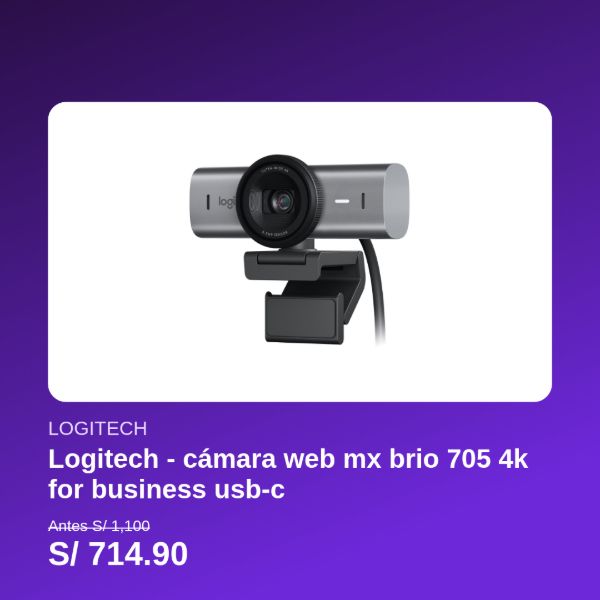 logi
LOGITECH
Logitech - cámara web mx brio 705 4k
for business usb-c
Antes S/ 1,100
S/ 714.90